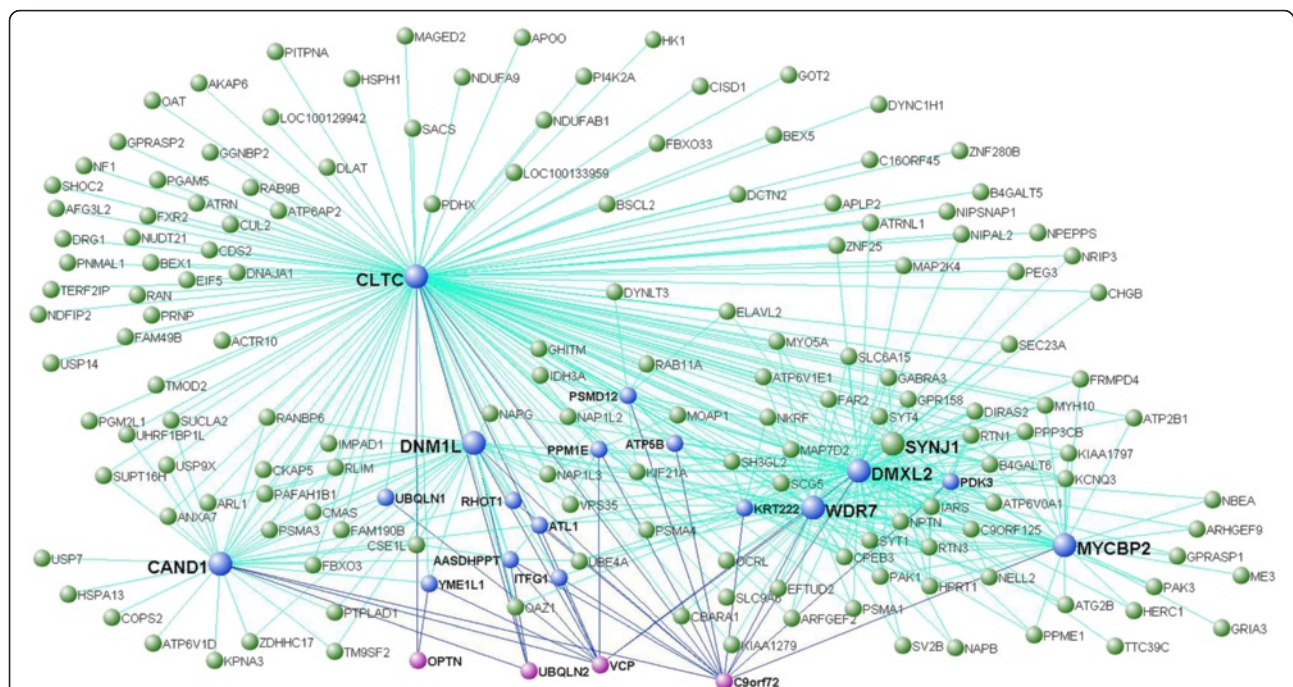 MAGED2
APOO
HK1
PITPNA
HSPH1
NDUFA9
PI4K2A
CISD1
GOT2
AKAP6
OAT
LOC100129942
SACS
NDUFAB1
DYNC1H1
BEX5
FBXO33
GPRASP2
GGNBP2
DLAT
LOC100133959
C16ORF45
ZNF280B
NF1
SHOC2
PGAM5
RAB9B
ATRN
ATP6AP2
PDHX
BSCL2
DCTN2
APLP2
B4GALT5
NIPSNAP1
AFG3L2
FXR2
CUL2
ATRNL1
NIPAL2
NPEPPS
DRG1
NUDT21
CDS2
ZNF25
NRIP3
PNMAL1
BEX1
EIF5
DNAJA1
CLTC
MAP2K4
PEG3
TERF2IP
RAN
DYNLT3
CHGB
NDFIP2
PRNP
ELAVL2
FAM49B
ACTR10
MYO5A
SEC23A
USP14
GHITM
RAB11A
SLC6A15
TMOD2
IDH3A
ATP6V1E1
GABRA3
FRMPD4
PSMD12
FAR2
GPR158
PGM2L1
SUCLA2
RANBP6
NAPG
NAP1L2
MOAP1
NKRF
SYT4
DIRAS2
MYH10
ATP2B1
UHRF1BP1L
IMPAD1
DNM1L
PPM1E
ATP5B
MAP7D2
SYNJ1
RTN1
PPP3CB
KIAA1797
USP9X
CKAP5
RLIM
SH3GL2
DMXL2
B4GALT6
SUPT16H
NAP1L3
KIF21A
SCG5
PDK3
KCNQ3
ARL1
PAFAH1B1
UBQLN1
RHOT1
VPS35
KRT222
WDR7
IARS
ATP6V0A1
NBEA
ANXA7
CMAS
ATL1
NPTN
PSMA3
FAM190B
PSMA4
SYT1
C9ORF125
ARHGEF9
CSE1L
RTN3
MYCBP2
USP7
CAND1
FBXO3
AASDHPPT
UBE4A
OCRL
CPEB3
GPRASP1
YME1L1
ITFG1
PAK1
HPRT1
NELL2
ME3
HSPA13
EFTUD2
PAK3
SLC9A6
COPS2
PTPLAD1
OAZ1
CBARA1
ARFGEF2
PSMA1
ATG2B
HERC1
GRIA3
ATP6V1D
ZDHHC17
TM9SF2
KIAA1279
SV2B
NAPB
PPME1
TTC39C
KPNA3
OPTN
UBQLN2
VCP
C9orf72